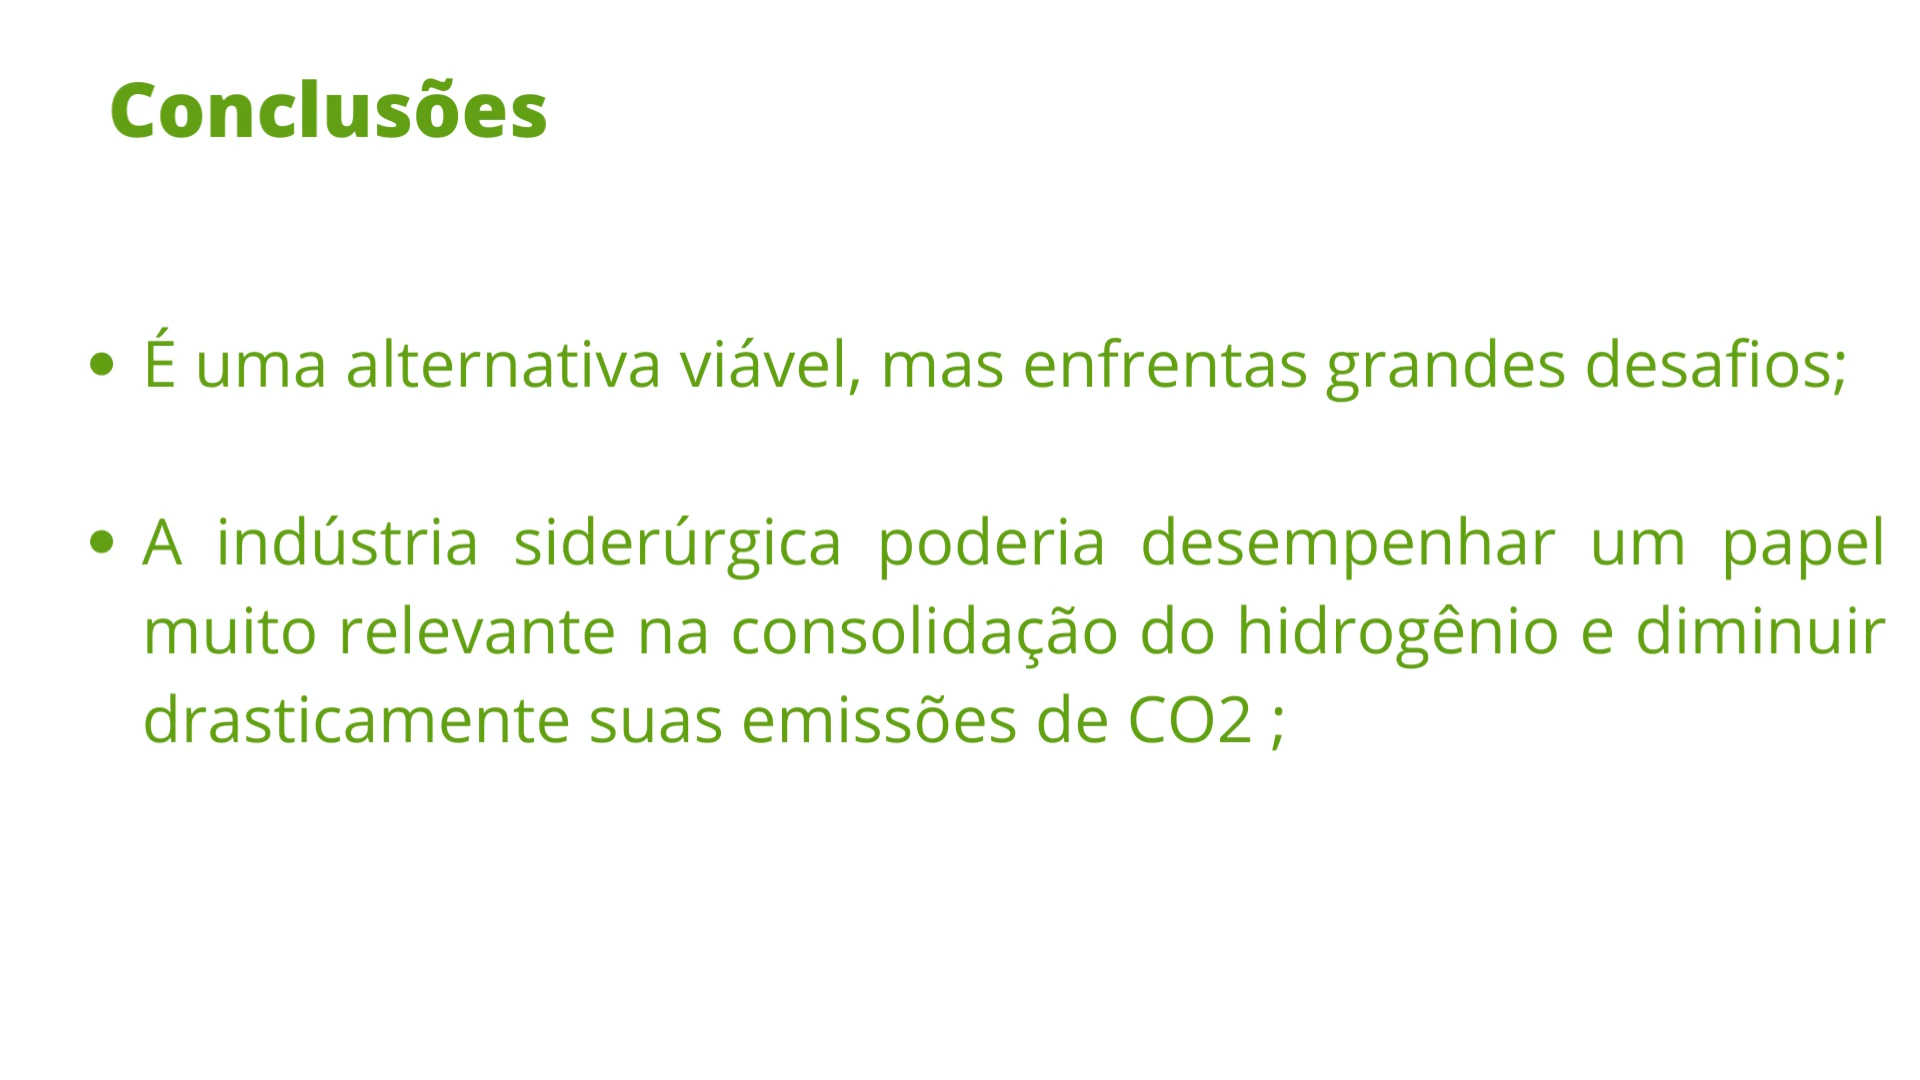 Conclusões
• É uma alternativa viável, mas enfrentas grandes desafios;
• A indústria siderúrgica poderia desempenhar um papel
muito relevante na consolidação do hidrogênio e diminuir
drasticamente suas emissões de CO2 ;